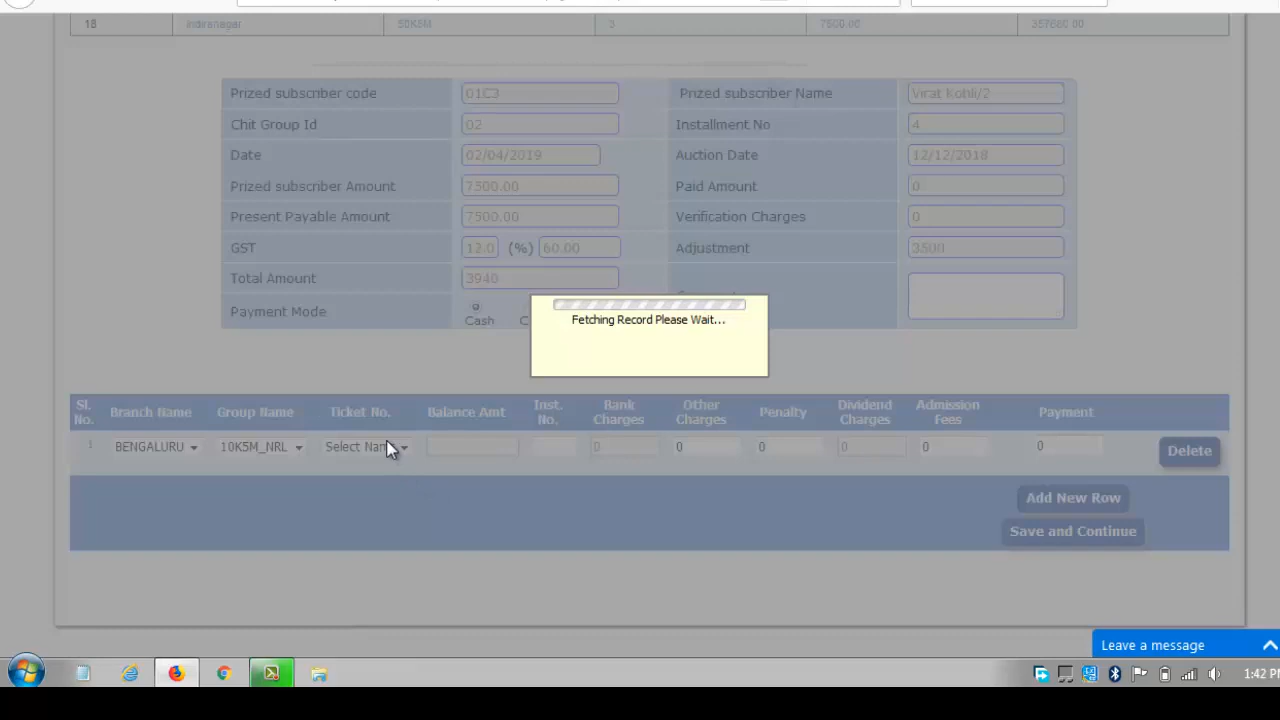 18 indiranagar 50K5M 3 7500.00 357680.00
Prized subscriber code 01C3 Prized subscriber Name Virat Kohli/2
Chit Group Id 02 Installment No 4
Date 02/04/2019 Auction Date 12/12/2018
Prized subscriber Amount 7500.00 Paid Amount 0
Present Payable Amount 7500.00 Verification Charges 0
GST 12.0 (%) 60.00 Adjustment 3500
Total Amount 3940
Payment Mode Cash
Fetching Record Please Wait...
Sl. No. Branch Name Group Name Ticket No. Balance Amt Inst. No. Bank Charges Other Charges Penalty Dividend Charges Admission Fees Payment
1 BENGALURU 10K5M_NRL Select Name 0 0 0 0 0 0 Delete
Add New Row
Save and Continue
Leave a message
1:42 PM